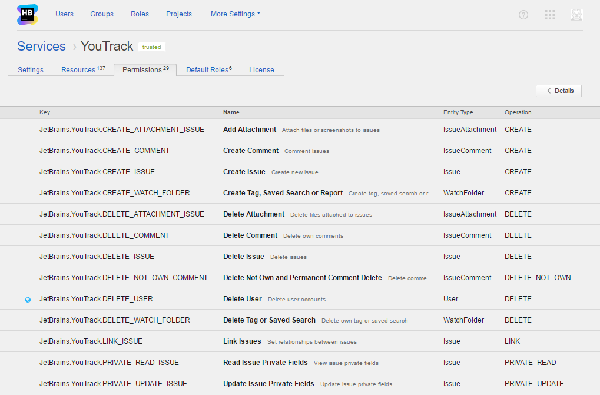 HB Users Groups Roles Projects More Settings
Services › YouTrack trusted
Settings Resources 137 Permissions 29 Default Roles 6 License
Details
Key Name Entity Type Operation
JetBrains.YouTrack.CREATE_ATTACHMENT_ISSUE Add Attachment Attach files or screenshots to issues IssueAttachment CREATE
JetBrains.YouTrack.CREATE_COMMENT Create Comment Comment issues IssueComment CREATE
JetBrains.YouTrack.CREATE_ISSUE Create Issue Create new issue Issue CREATE
JetBrains.YouTrack.CREATE_WATCH_FOLDER Create Tag, Saved Search or Report Create tag, saved search or WatchFolder CREATE
JetBrains.YouTrack.DELETE_ATTACHMENT_ISSUE Delete Attachment Delete files attached to issues IssueAttachment DELETE
JetBrains.YouTrack.DELETE_COMMENT Delete Comment Delete own comments IssueComment DELETE
JetBrains.YouTrack.DELETE_ISSUE Delete Issue Delete issues Issue DELETE
JetBrains.YouTrack.DELETE_NOT_OWN_COMMENT Delete Not Own and Permanent Comment Delete Delete comme IssueComment DELETE_NOT_OWN
JetBrains.YouTrack.DELETE_USER Delete User Delete user accounts User DELETE
JetBrains.YouTrack.DELETE_WATCH_FOLDER Delete Tag or Saved Search Delete own tag or saved search WatchFolder DELETE
JetBrains.YouTrack.LINK_ISSUE Link Issues Set relationships between issues Issue LINK
JetBrains.YouTrack.PRIVATE_READ_ISSUE Read Issue Private Fields View issue private fields Issue PRIVATE_READ
JetBrains.YouTrack.PRIVATE_UPDATE_ISSUE Update Issue Private Fields Update issue private fields Issue PRIVATE_UPDATE